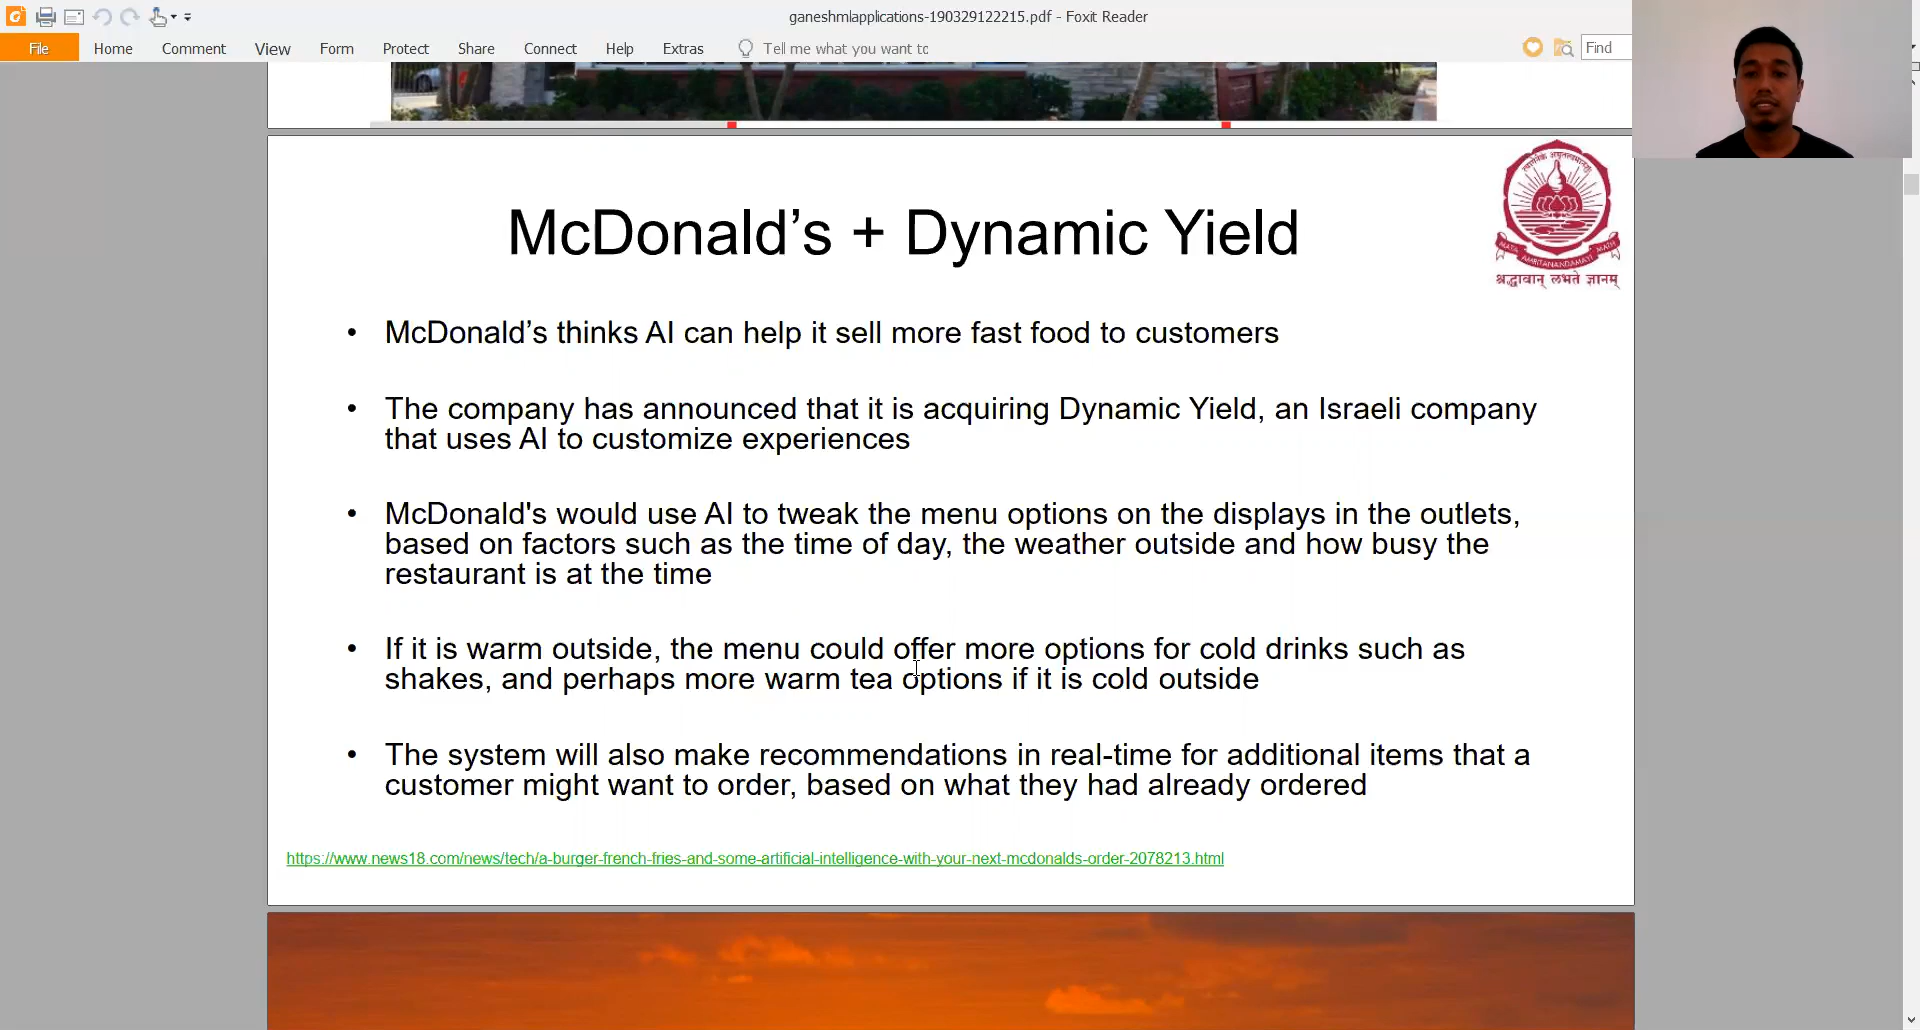 ganeshmlapplications-190329122215.pdf - Foxit Reader
File Home Comment View Form Protect Share Connect Help Extras Tell me what you want to Find
McDonald’s + Dynamic Yield
MATA AMRITANANDAMAYI MATH
श्रद्धावान् लभते ज्ञानम्
• McDonald’s thinks AI can help it sell more fast food to customers
• The company has announced that it is acquiring Dynamic Yield, an Israeli company
that uses AI to customize experiences
• McDonald's would use AI to tweak the menu options on the displays in the outlets,
based on factors such as the time of day, the weather outside and how busy the
restaurant is at the time
• If it is warm outside, the menu could offer more options for cold drinks such as
shakes, and perhaps more warm tea options if it is cold outside
• The system will also make recommendations in real-time for additional items that a
customer might want to order, based on what they had already ordered
https://www.news18.com/news/tech/a-burger-french-fries-and-some-artificial-intelligence-with-your-next-mcdonalds-order-2078213.html